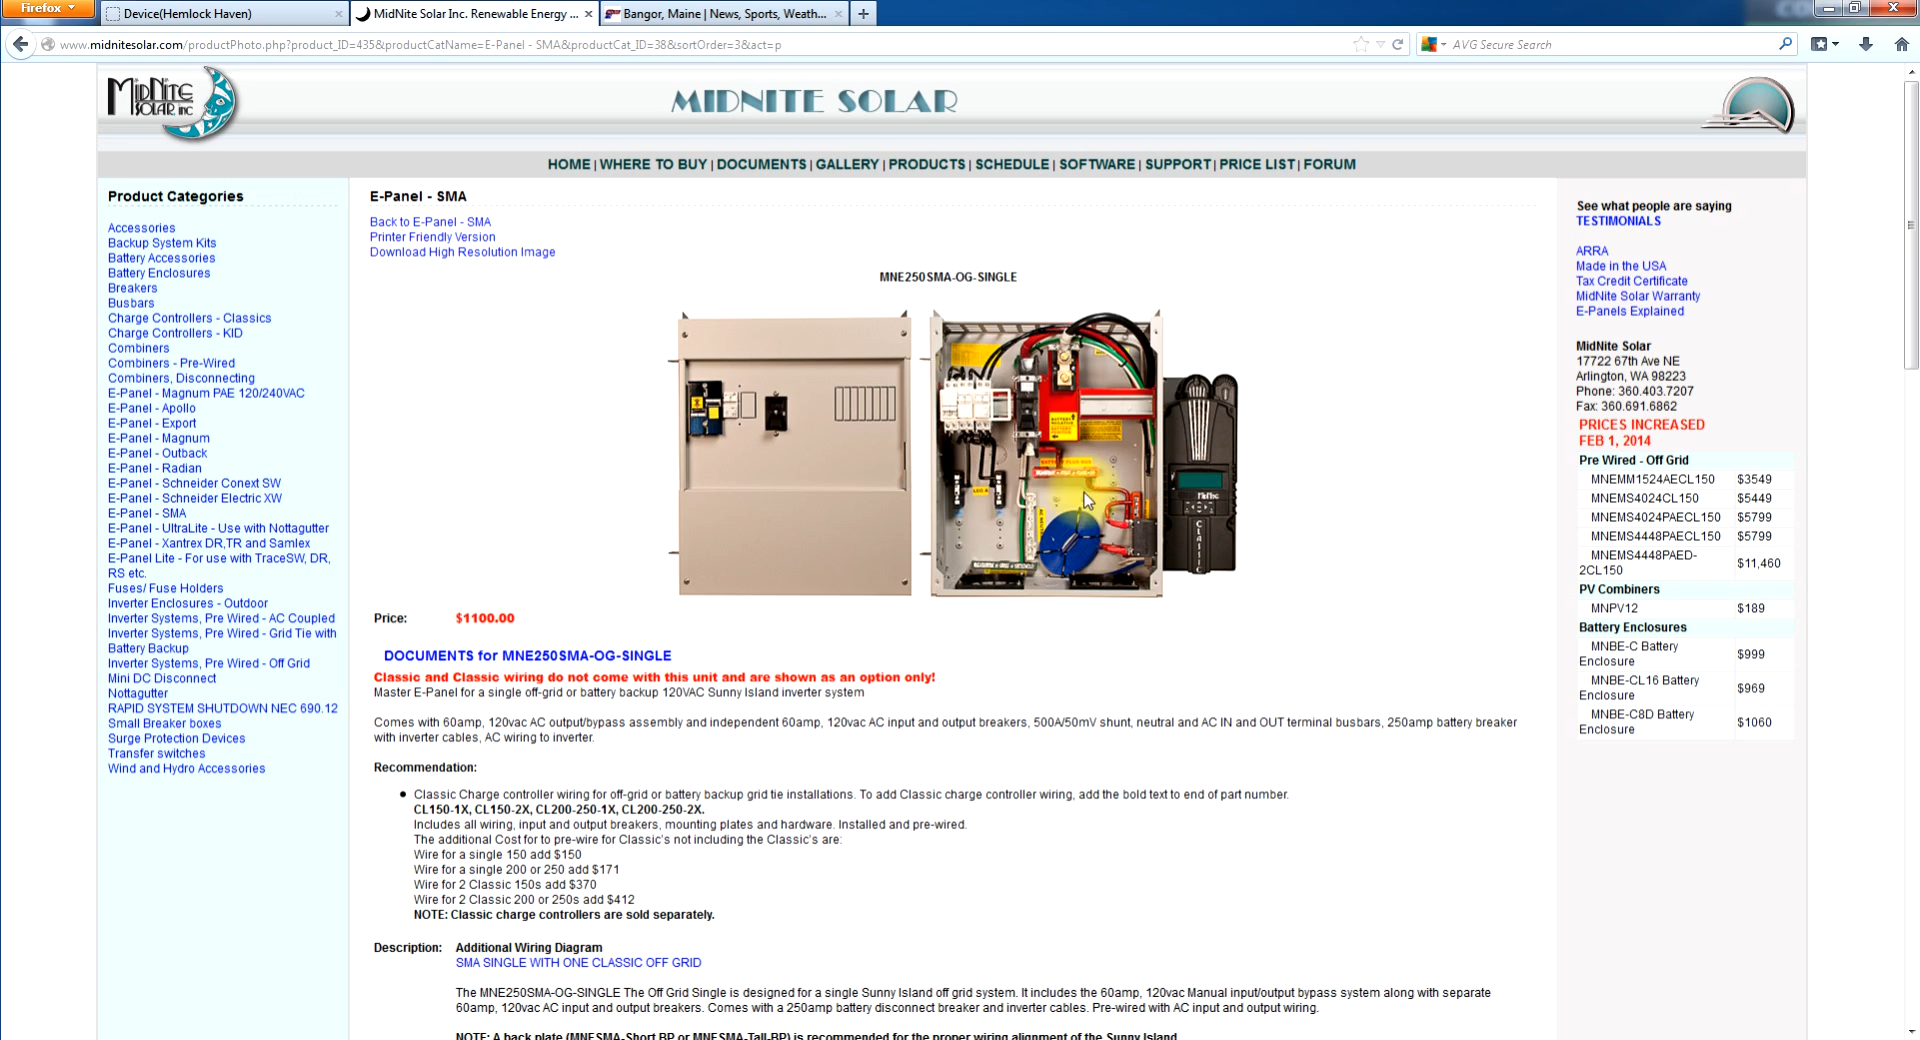 Firefox
Device(Hemlock Haven)
MidNite Solar Inc. Renewable Energy ...
Bangor, Maine | News, Sports, Weath...
www.midnitesolar.com/productPhoto.php?product_ID=435&productCatName=E-Panel - SMA&productCat_ID=38&sortOrder=3&act=p
AVG Secure Search
MIDNITE SOLAR, INC
MIDNITE SOLAR
HOME | WHERE TO BUY | DOCUMENTS | GALLERY | PRODUCTS | SCHEDULE | SOFTWARE | SUPPORT | PRICE LIST | FORUM
Product Categories
Accessories
Backup System Kits
Battery Accessories
Battery Enclosures
Breakers
Busbars
Charge Controllers - Classics
Charge Controllers - KID
Combiners
Combiners - Pre-Wired
Combiners, Disconnecting
E-Panel - Magnum PAE 120/240VAC
E-Panel - Apollo
E-Panel - Export
E-Panel - Magnum
E-Panel - Outback
E-Panel - Radian
E-Panel - Schneider Conext SW
E-Panel - Schneider Electric XW
E-Panel - SMA
E-Panel - UltraLite - Use with Nottagutter
E-Panel - Xantrex DR,TR and Samlex
E-Panel Lite - For use with TraceSW, DR,
RS etc.
Fuses/ Fuse Holders
Inverter Enclosures - Outdoor
Inverter Systems, Pre Wired - AC Coupled
Inverter Systems, Pre Wired - Grid Tie with
Battery Backup
Inverter Systems, Pre Wired - Off Grid
Mini DC Disconnect
Nottagutter
RAPID SYSTEM SHUTDOWN NEC 690.12
Small Breaker boxes
Surge Protection Devices
Transfer switches
Wind and Hydro Accessories
E-Panel - SMA
Back to E-Panel - SMA
Printer Friendly Version
Download High Resolution Image
MNE250SMA-OG-SINGLE
MidNite
CLASSIC
Price: $1100.00
DOCUMENTS for MNE250SMA-OG-SINGLE
Classic and Classic wiring do not come with this unit and are shown as an option only!
Master E-Panel for a single off-grid or battery backup 120VAC Sunny Island inverter system
Comes with 60amp, 120vac AC output/bypass assembly and independent 60amp, 120vac AC input and output breakers, 500A/50mV shunt, neutral and AC IN and OUT terminal busbars, 250amp battery breaker
with inverter cables, AC wiring to inverter.
Recommendation:
• Classic Charge controller wiring for off-grid or battery backup grid tie installations. To add Classic charge controller wiring, add the bold text to end of part number.
CL150-1X, CL150-2X, CL200-250-1X, CL200-250-2X.
Includes all wiring, input and output breakers, mounting plates and hardware. Installed and pre-wired.
The additional Cost for to pre-wire for Classic's not including the Classic's are:
Wire for a single 150 add $150
Wire for a single 200 or 250 add $171
Wire for 2 Classic 150s add $370
Wire for 2 Classic 200 or 250s add $412
NOTE: Classic charge controllers are sold separately.
Description: Additional Wiring Diagram
SMA SINGLE WITH ONE CLASSIC OFF GRID
The MNE250SMA-OG-SINGLE The Off Grid Single is designed for a single Sunny Island off grid system. It includes the 60amp, 120vac Manual input/output bypass system along with separate
60amp, 120vac AC input and output breakers. Comes with a 250amp battery disconnect breaker and inverter cables. Pre-wired with AC input and output wiring.
NOTE: A back plate (MNESMA-Short BP or MNESMA-Tall-BP) is recommended for the proper wiring alignment of the Sunny Island
See what people are saying
TESTIMONIALS
ARRA
Made in the USA
Tax Credit Certificate
MidNite Solar Warranty
E-Panels Explained
MidNite Solar
17722 67th Ave NE
Arlington, WA 98223
Phone: 360.403.7207
Fax: 360.691.6862
PRICES INCREASED
FEB 1, 2014
Pre Wired - Off Grid
MNEMM1524AECL150 $3549
MNEMS4024CL150 $5449
MNEMS4024PAECL150 $5799
MNEMS4448PAECL150 $5799
MNEMS4448PAED-
2CL150 $11,460
PV Combiners
MNPV12 $189
Battery Enclosures
MNBE-C Battery
Enclosure $999
MNBE-CL16 Battery
Enclosure $969
MNBE-C8D Battery
Enclosure $1060